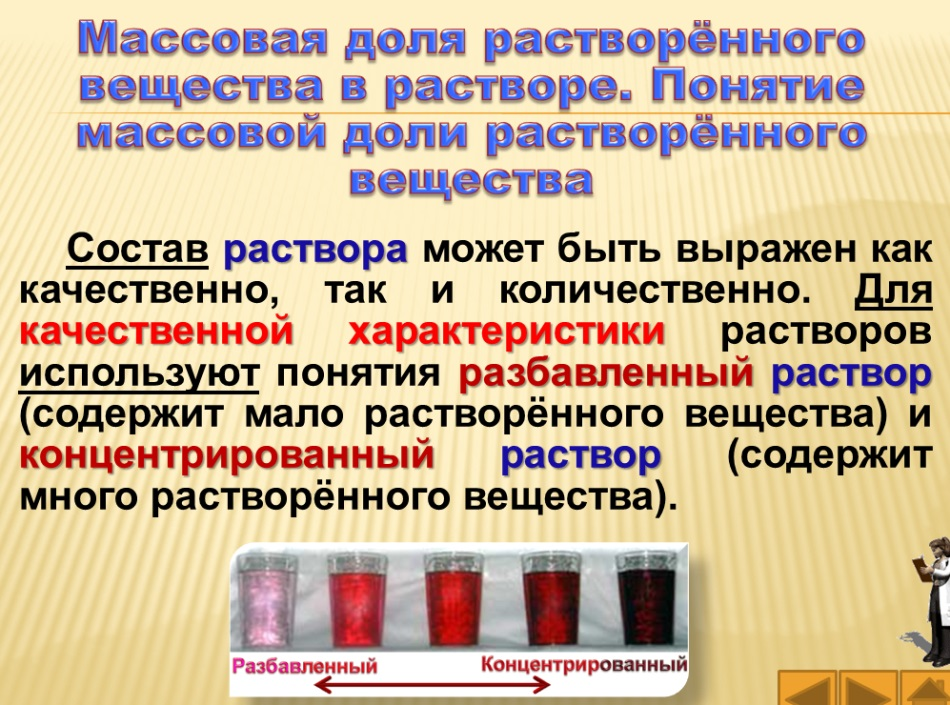 Массовая доля растворённого
вещества в растворе. Понятие
массовой доли растворённого
вещества
Состав раствора может быть выражен как
качественно, так и количественно. Для
качественной характеристики растворов
используют понятия разбавленный раствор
(содержит мало растворённого вещества) и
концентрированный раствор (содержит
много растворённого вещества).
Разбавленный
Концентрированный